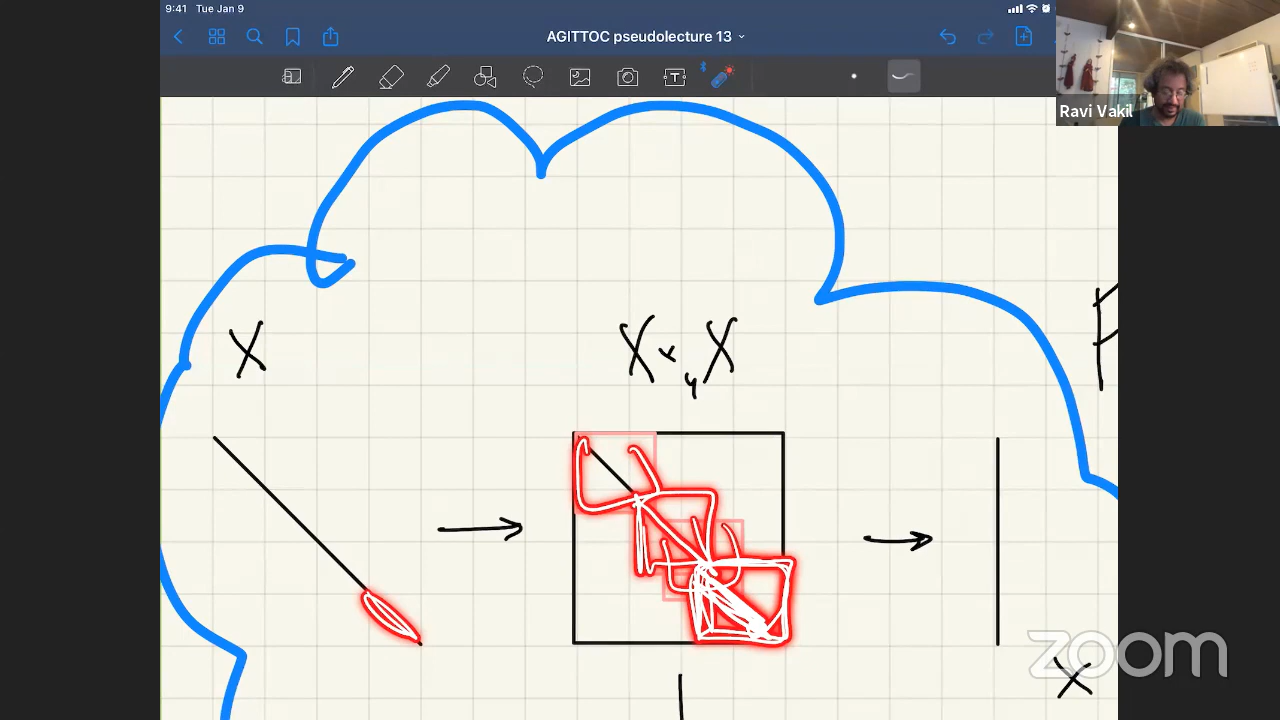 9:41 Tue Jan 9
AGITTOC pseudolecture 13
T
Ravi Vakil
X
X ×_Y X
X
zoom